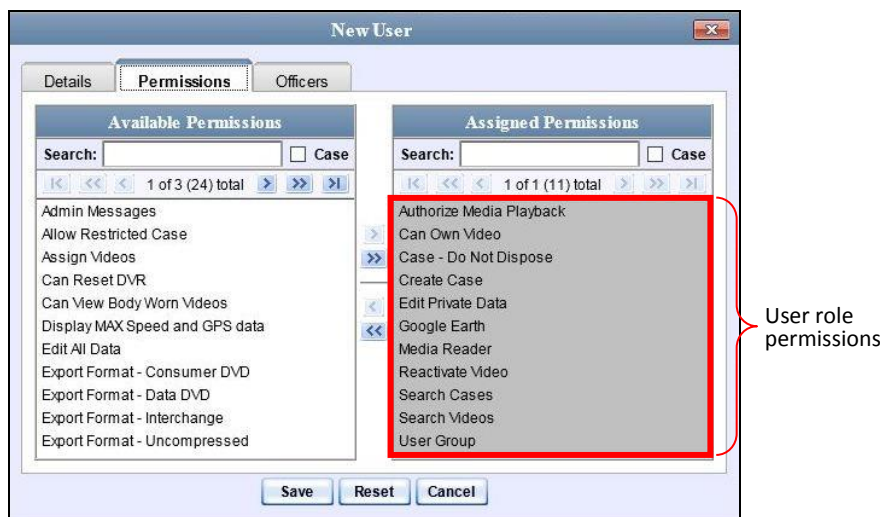 New User
Details Permissions Officers
Available Permissions
Search: Case
1 of 3 (24) total
Admin Messages
Allow Restricted Case
Assign Videos
Can Reset DVR
Can View Body Worn Videos
Display MAX Speed and GPS data
Edit All Data
Export Format - Consumer DVD
Export Format - Data DVD
Export Format - Interchange
Export Format - Uncompressed
Assigned Permissions
Search: Case
1 of 1 (11) total
Authorize Media Playback
Can Own Video
Case - Do Not Dispose
Create Case
Edit Private Data
Google Earth
Media Reader
Reactivate Video
Search Cases
Search Videos
User Group
User role
permissions
Save Reset Cancel